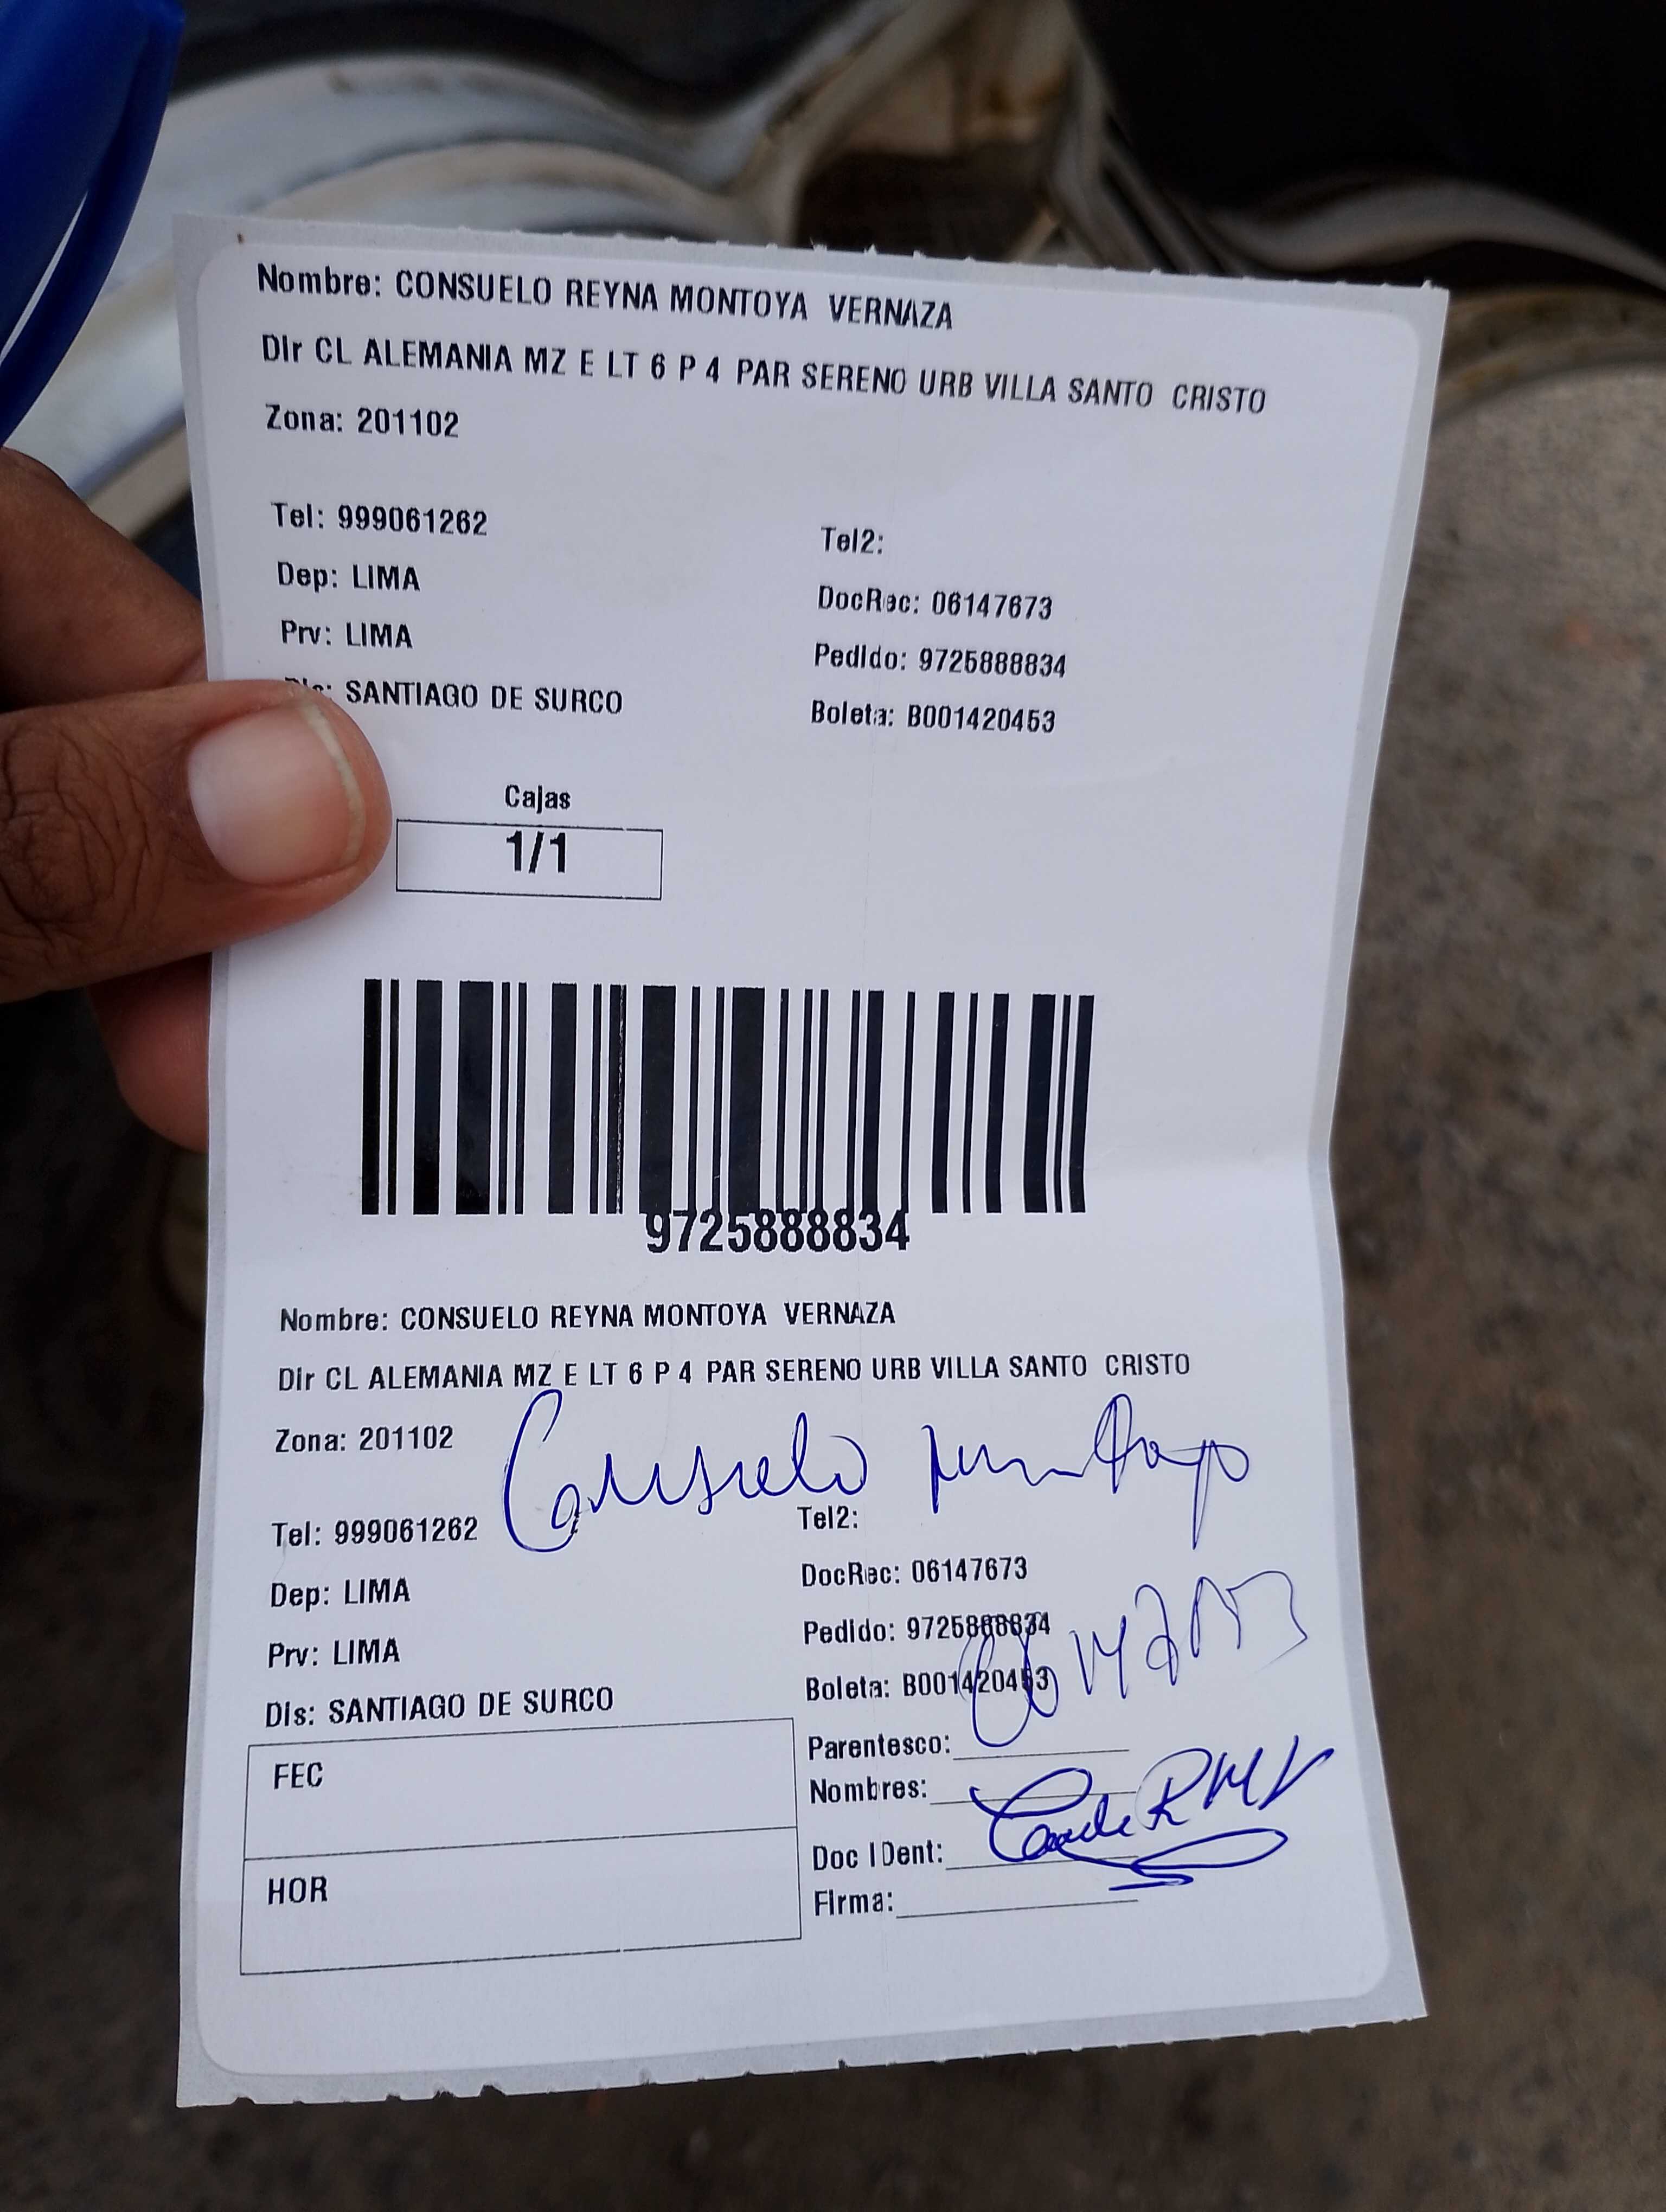 Nombre: CONSUELO REYNA MONTOYA VERNAZA
Dir CL ALEMANIA MZ E LT 6 P 4 PAR SERENO URB VILLA SANTO CRISTO
Zona: 201102
Tel: 999061262
Tel2:
Dep: LIMA
DocRec: 06147673
Prv: LIMA
Pedido: 9725888834
SANTIAGO DE SURCO
Boleta: B001420453
Cajas
1/1
9725888834
Nombre: CONSUELO REYNA MONTOYA VERNAZA
Dir CL ALEMANIA MZ E LT 6 P 4 PAR SERENO URB VILLA SANTO CRISTO
Zona: 201102
Consuelo
Tel: 999061262
Tel2:
Dep: LIMA
DocRec: 06147673
Prv: LIMA
Pedido: 9725888834
Dis: SANTIAGO DE SURCO
Boleta: B001420453
FEC
Parentesco:
Nombres:
HOR
Doc IDent:
Firma: